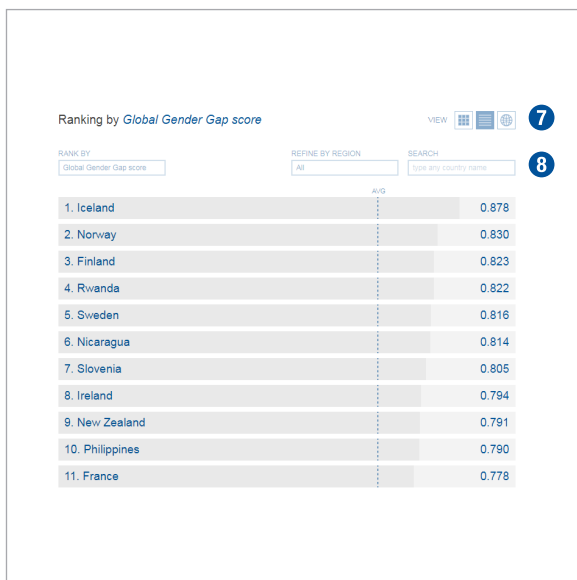 Ranking by Global Gender Gap score
VIEW
7
RANK BY
REFINE BY REGION
SEARCH
8
Global Gender Gap score
All
type any country name
AVG
1. Iceland 0.878
2. Norway 0.830
3. Finland 0.823
4. Rwanda 0.822
5. Sweden 0.816
6. Nicaragua 0.814
7. Slovenia 0.805
8. Ireland 0.794
9. New Zealand 0.791
10. Philippines 0.790
11. France 0.778